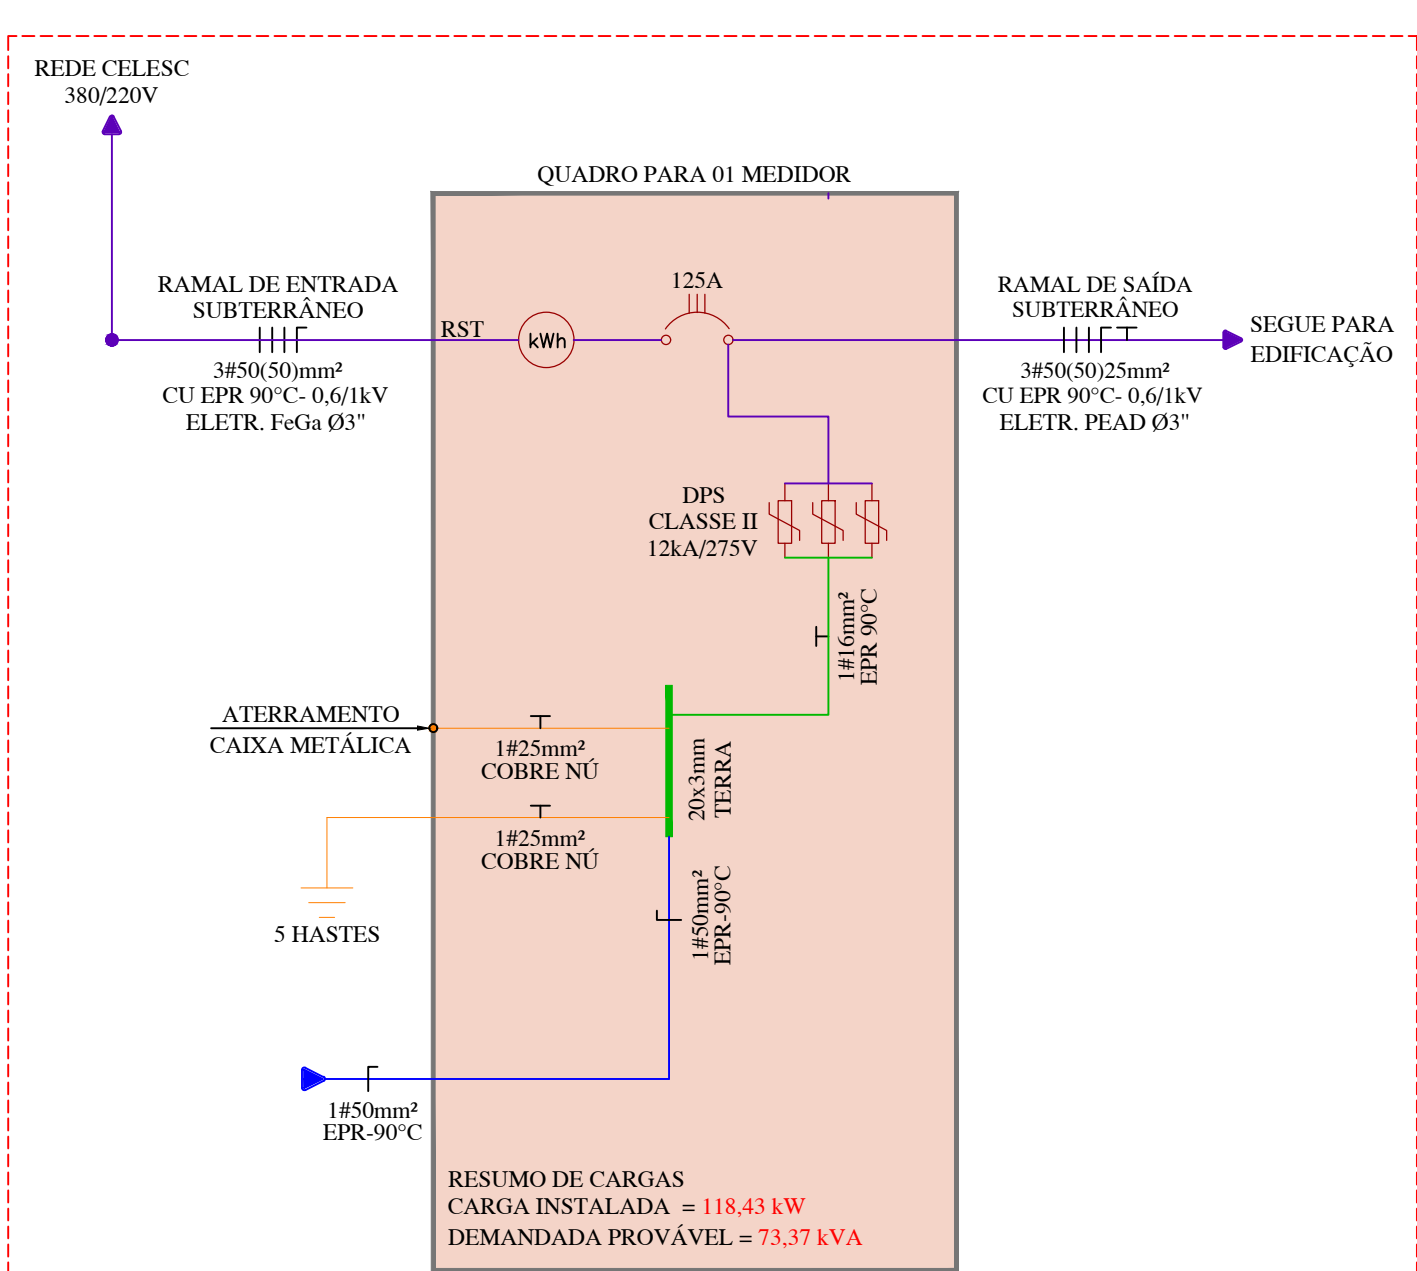 REDE CELESC
380/220V
QUADRO PARA 01 MEDIDOR
RAMAL DE ENTRADA
SUBTERRÂNEO
3#50(50)mm²
CU EPR 90°C- 0,6/1kV
ELETR. FeGa Ø3"
RST
kWh
125A
RAMAL DE SAÍDA
SUBTERRÂNEO
3#50(50)25mm²
CU EPR 90°C- 0,6/1kV
ELETR. PEAD Ø3"
SEGUE PARA
EDIFICAÇÃO
DPS
CLASSE II
12kA/275V
1#16mm²
EPR 90°C
ATERRAMENTO
CAIXA METÁLICA
1#25mm²
COBRE NÚ
20x3mm
TERRA
1#25mm²
COBRE NÚ
5 HASTES
1#50mm²
EPR-90°C
1#50mm²
EPR-90°C
RESUMO DE CARGAS
CARGA INSTALADA = 118,43 kW
DEMANDADA PROVÁVEL = 73,37 kVA